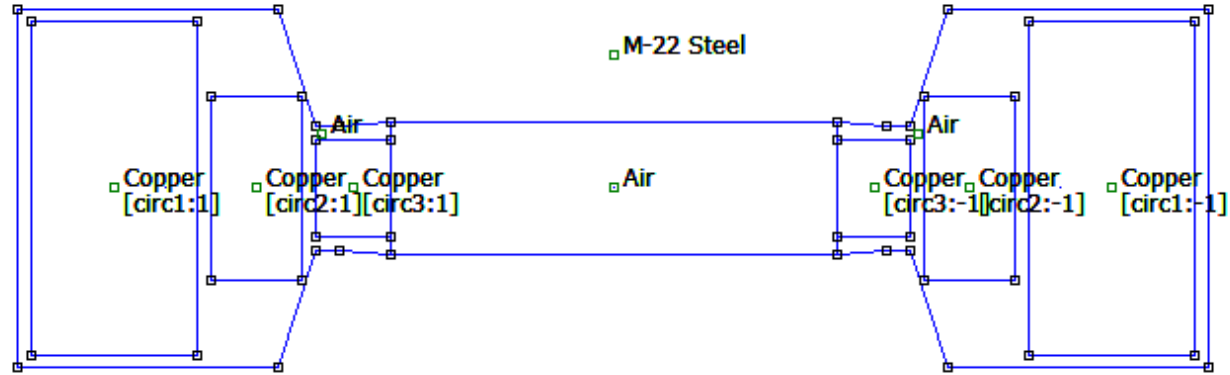 M-22 Steel
Air
Air
Copper
[circ1:1]
Copper
[circ2:1]
Copper
[circ3:1]
Air
Copper
[circ3:-1]
Copper
[circ2:-1]
Copper
[circ1:-1]